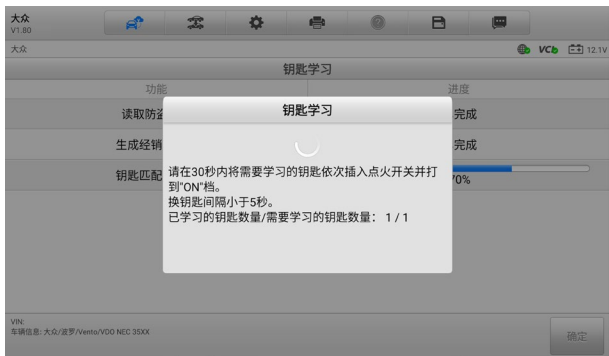 大众
V1.80
大众
VCI
12.1V
钥匙学习
功能
进度
读取防盗
完成
钥匙学习
生成经销
完成
钥匙匹配
70%
请在30秒内将需要学习的钥匙依次插入点火开关并打
到"ON"档。
换钥匙间隔小于5秒。
已学习的钥匙数量/需要学习的钥匙数量： 1 / 1
VIN:
车辆信息: 大众/波罗/Vento/VDO NEC 35XX
确定